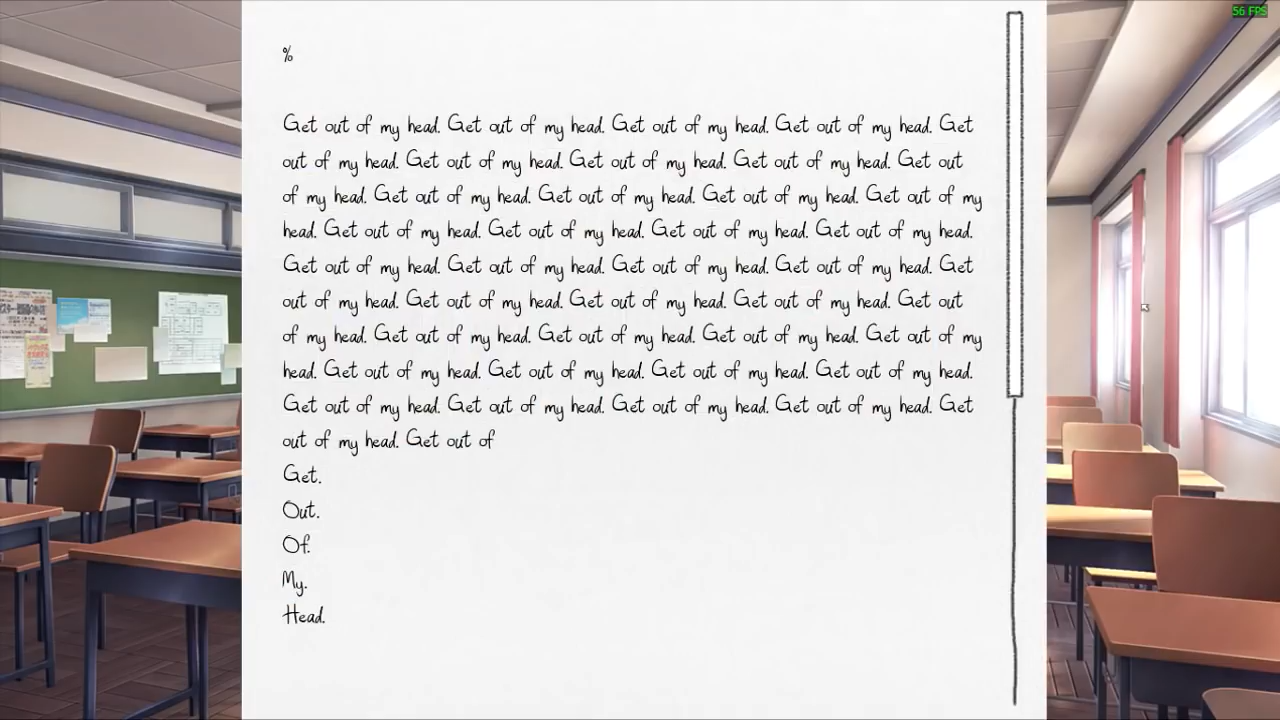 56 FPS
%
Get out of my head. Get out of my head. Get out of my head. Get out of my head. Get
out of my head. Get out of my head. Get out of my head. Get out of my head. Get out
of my head. Get out of my head. Get out of my head. Get out of my head. Get out of my
head. Get out of my head. Get out of my head. Get out of my head. Get out of my head.
Get out of my head. Get out of my head. Get out of my head. Get out of my head. Get
out of my head. Get out of my head. Get out of my head. Get out of my head. Get out
of my head. Get out of my head. Get out of my head. Get out of my head. Get out of my
head. Get out of my head. Get out of my head. Get out of my head. Get out of my head.
Get out of my head. Get out of my head. Get out of my head. Get out of my head. Get
out of my head. Get out of
Get.
Out.
Of.
My.
Head.